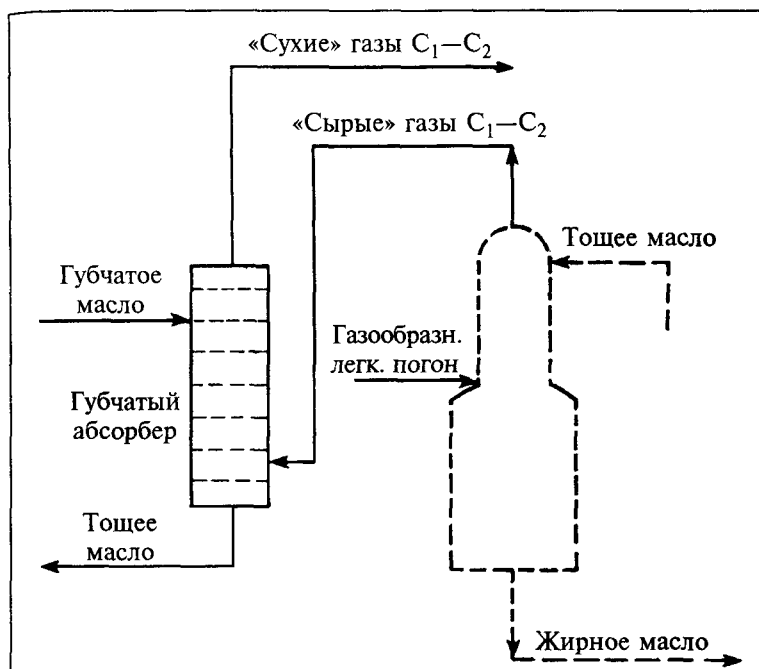 «Сухие» газы C₁—C₂
«Сырые» газы C₁—C₂
Тощее масло
Губчатое
масло
Газообразн.
легк. погон
Губчатый
абсорбер
Тощее
масло
Жирное масло